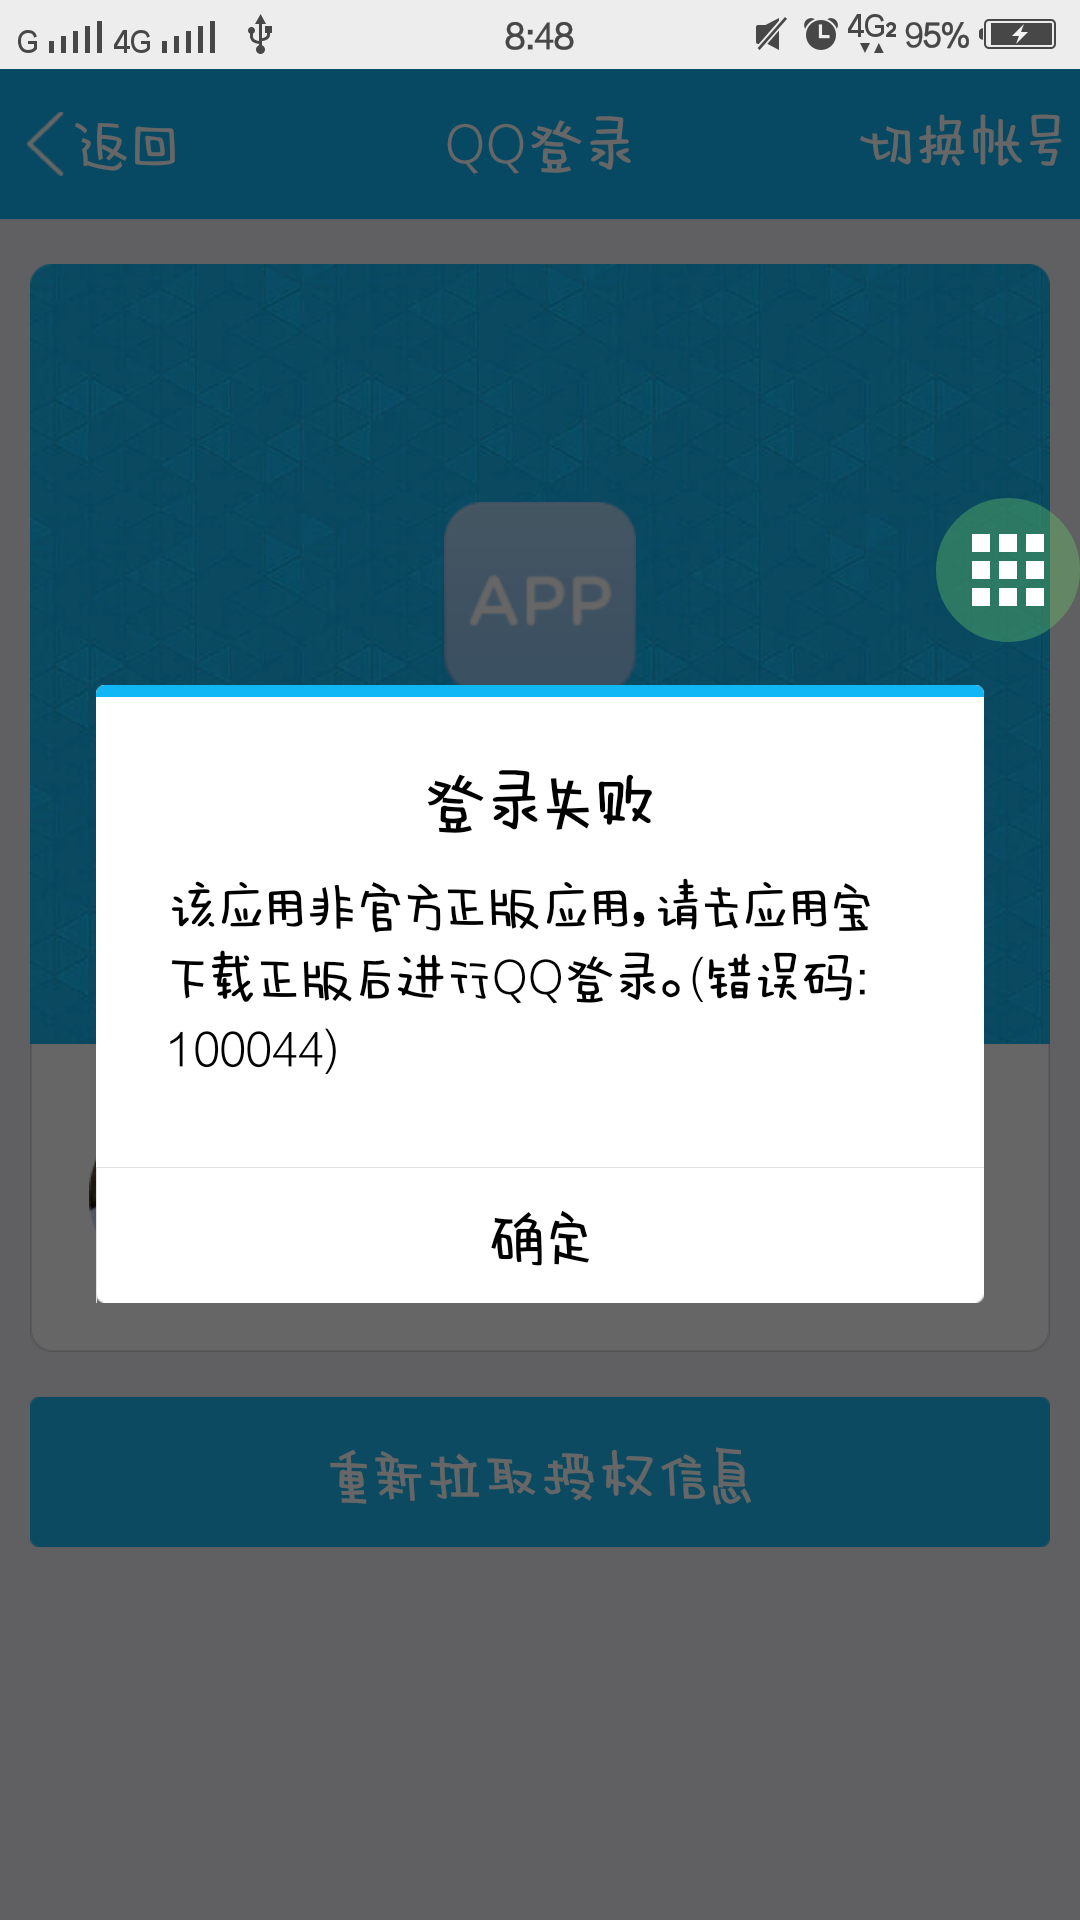 G 4G 8:48 4G2 95%
返回 QQ登录 切换帐号
APP
登录失败
该应用非官方正版应用,请去应用宝
下载正版后进行QQ登录。(错误码:
100044)
确定
重新拉取授权信息